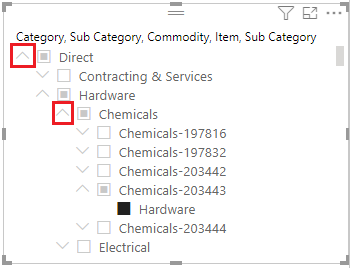 Category, Sub Category, Commodity, Item, Sub Category
Direct
Contracting & Services
Hardware
Chemicals
Chemicals-197816
Chemicals-197832
Chemicals-203442
Chemicals-203443
Hardware
Chemicals-203444
Electrical